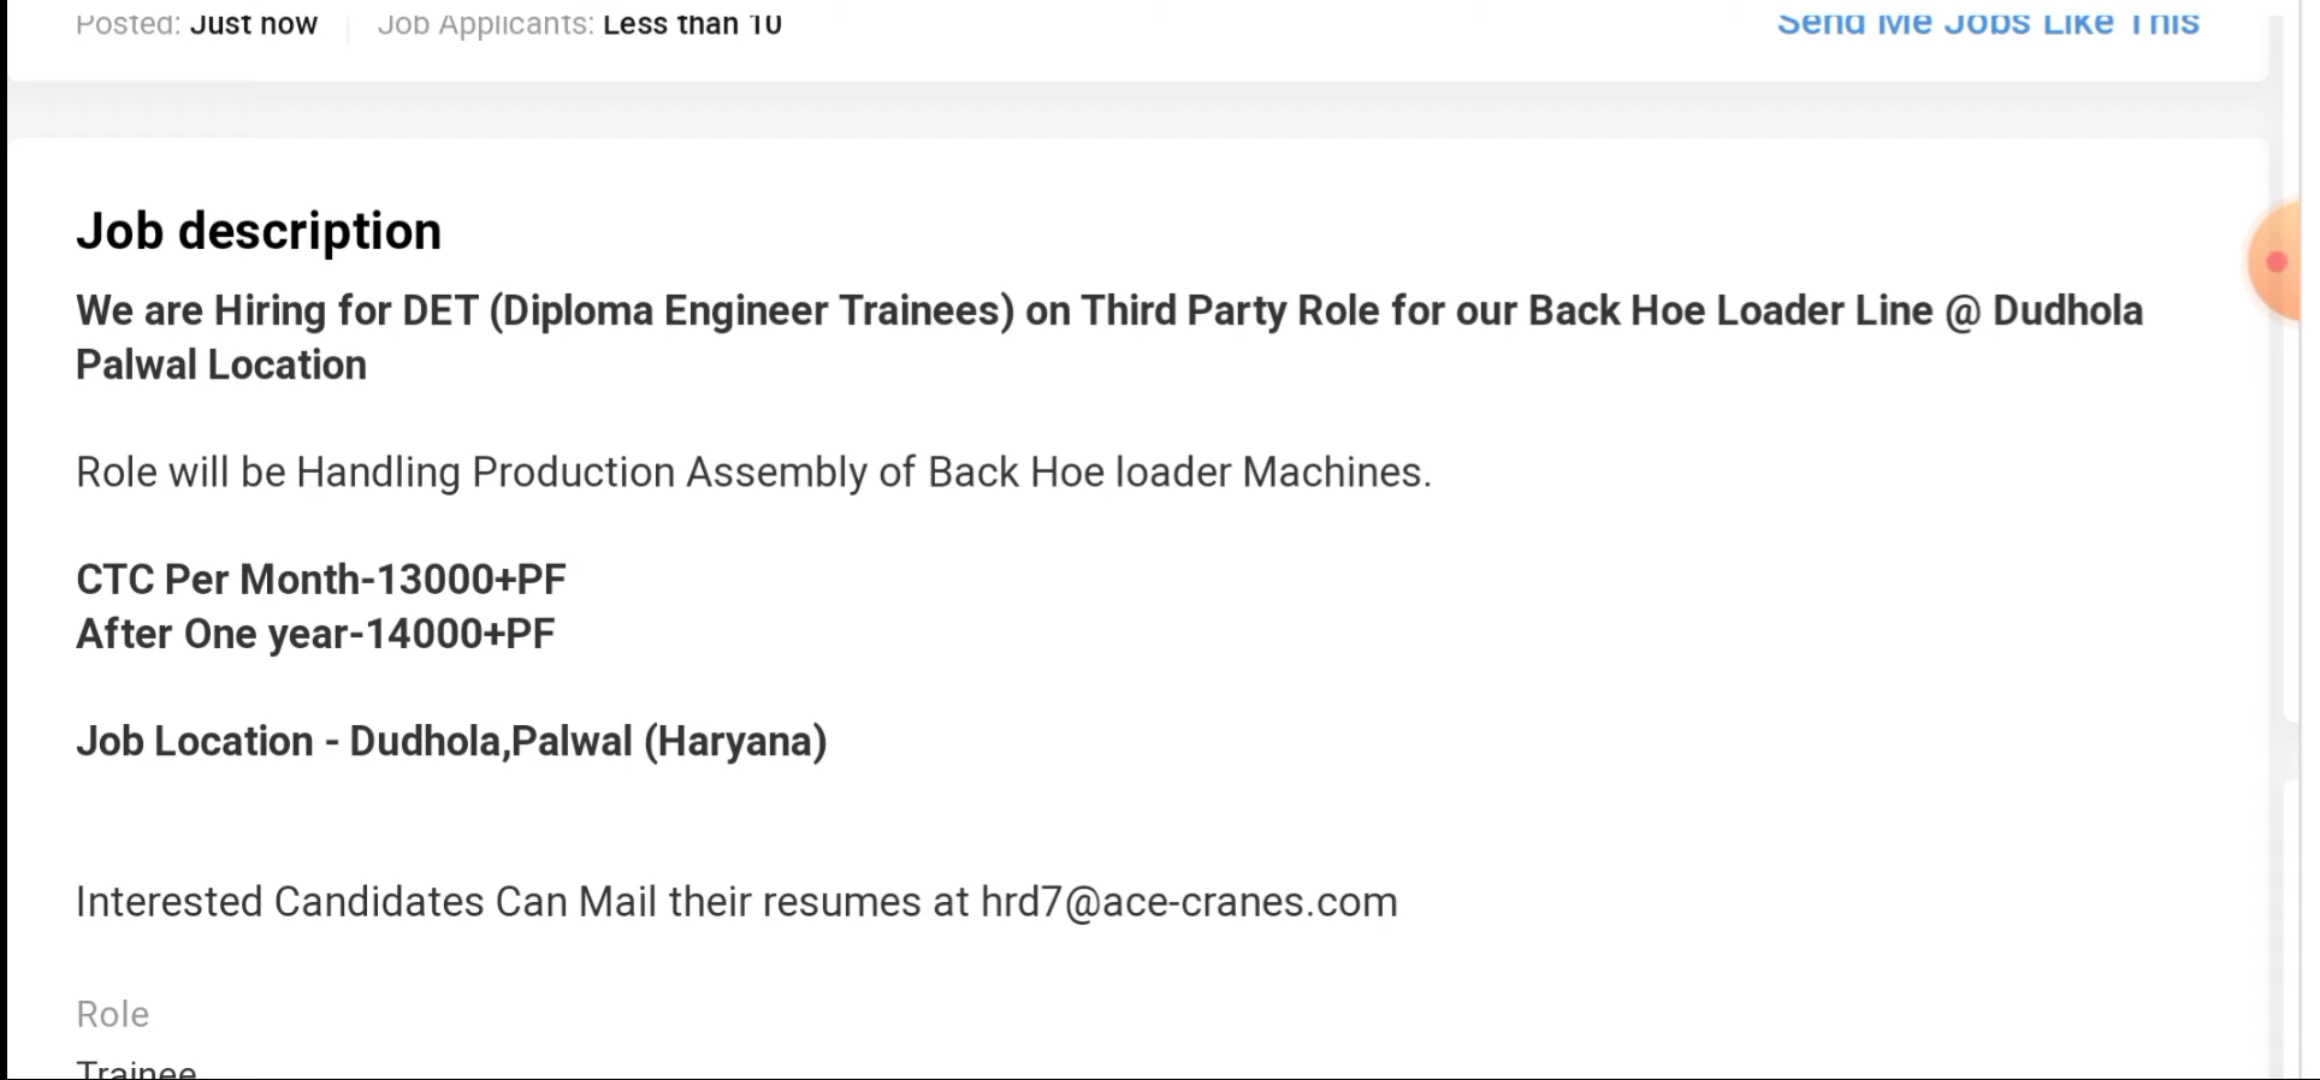 Posted: Just now Job Applicants: Less than 10 Send Me Jobs Like This
Job description
We are Hiring for DET (Diploma Engineer Trainees) on Third Party Role for our Back Hoe Loader Line @ Dudhola
Palwal Location
Role will be Handling Production Assembly of Back Hoe loader Machines.
CTC Per Month-13000+PF
After One year-14000+PF
Job Location - Dudhola,Palwal (Haryana)
Interested Candidates Can Mail their resumes at hrd7@ace-cranes.com
Role
Trainee